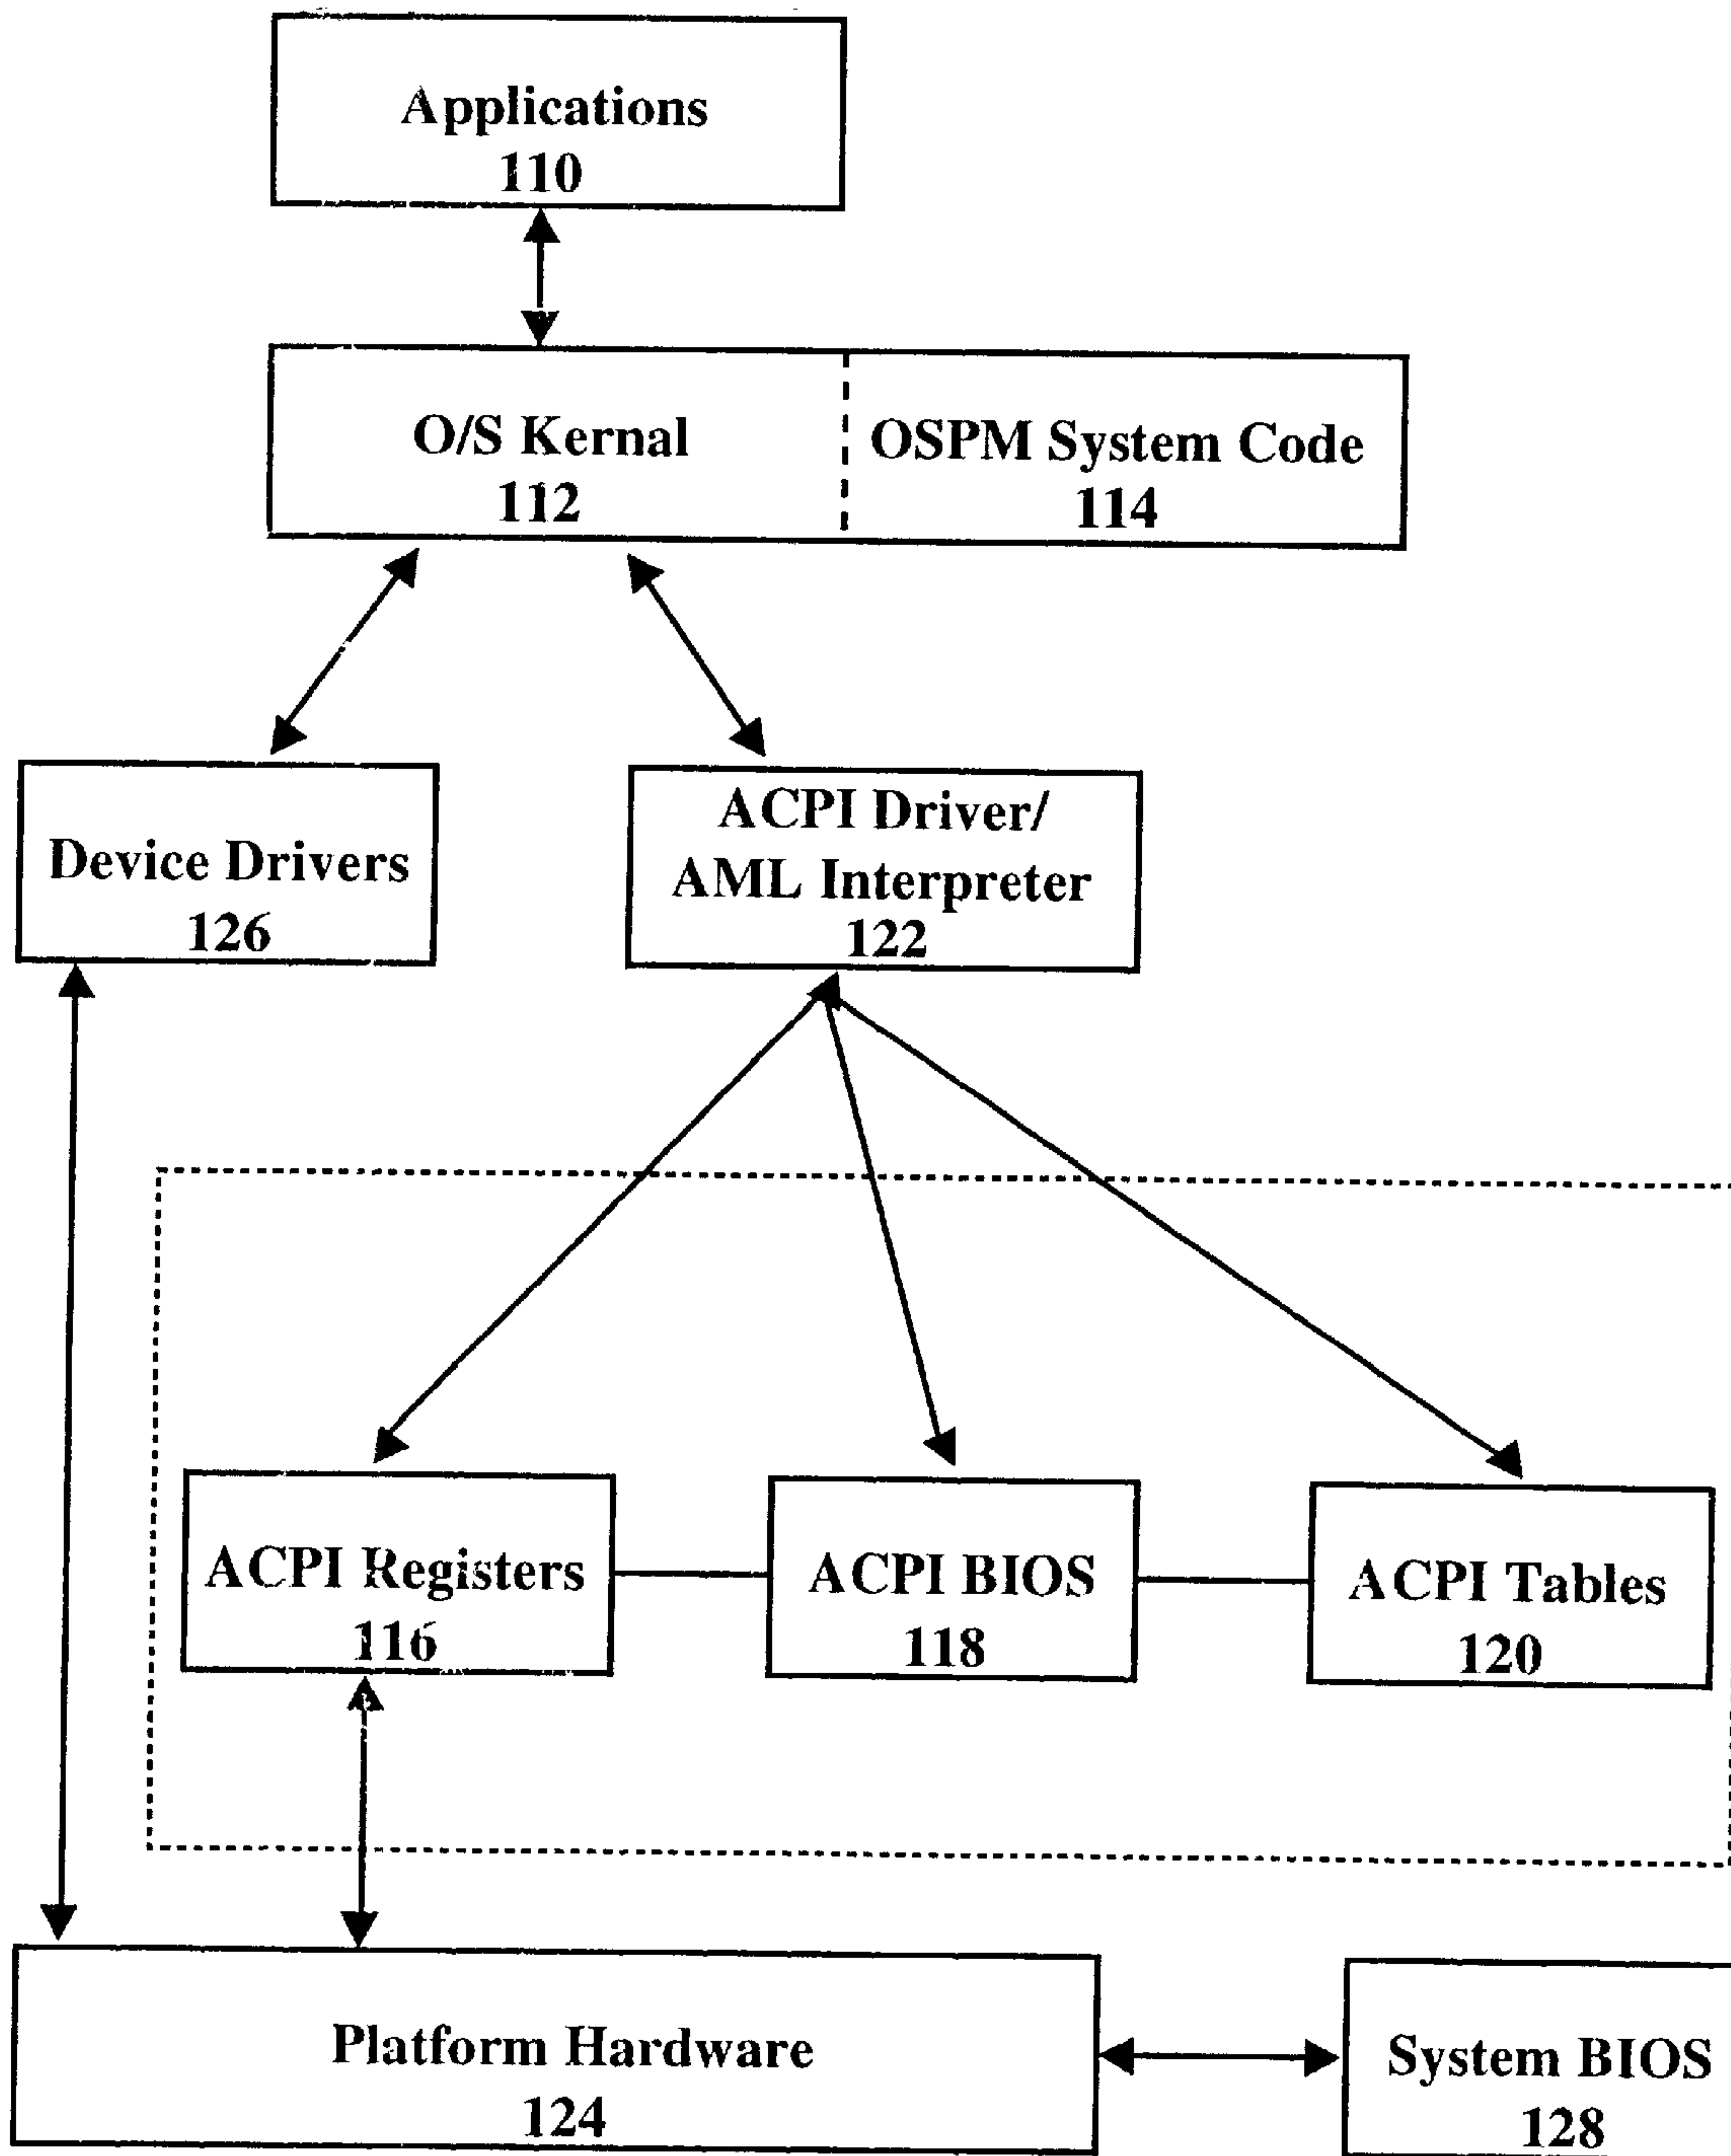 Applications
110
O/S Kernal
112
OSPM System Code
114
Device Drivers
126
ACPI Driver/
AML Interpreter
122
ACPI Registers
116
ACPI BIOS
118
ACPI Tables
120
Platform Hardware
124
System BIOS
128